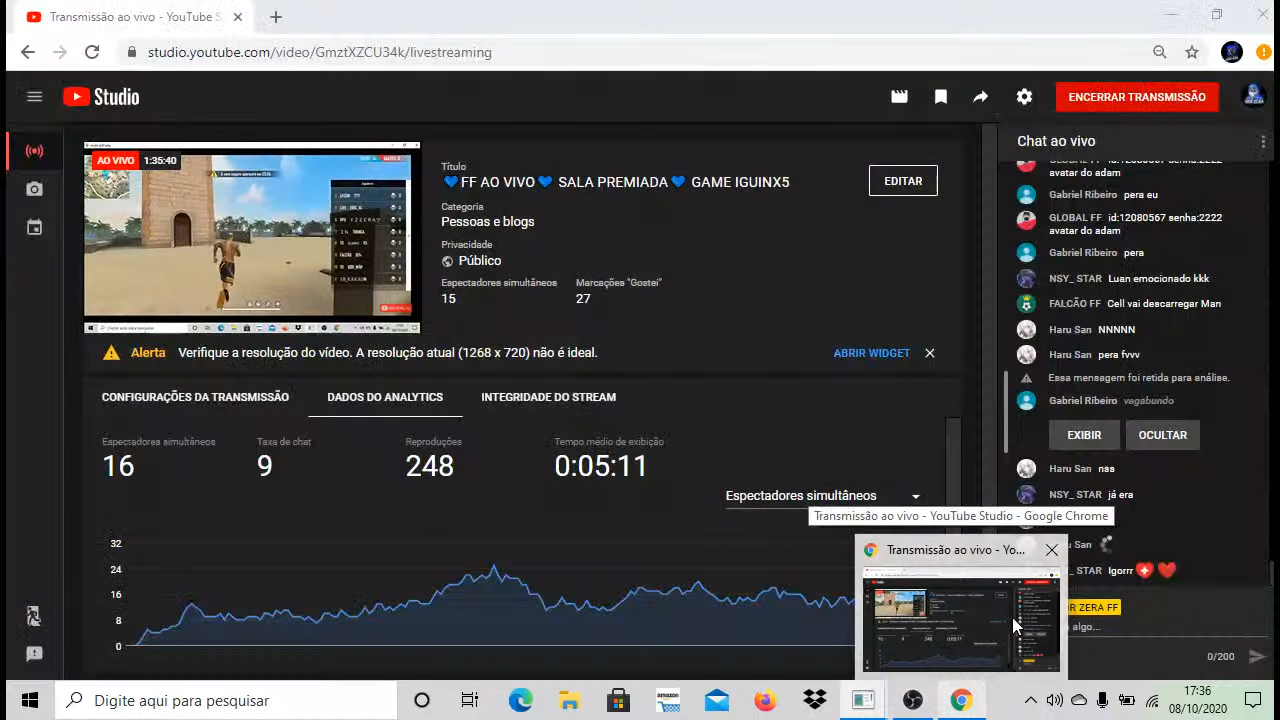 Transmissão ao vivo - YouTube S
studio.youtube.com/video/GmztXZCU34k/livestreaming
Studio
ENCERRAR TRANSMISSÃO
AO VIVO 1:35:40
Título
💙FF AO VIVO💙 SALA PREMIADA💙 GAME IGUINX5
EDITAR
Categoria
Pessoas e blogs
Privacidade
Público
Espectadores simultâneos
15
Marcações "Gostei"
27
Alerta Verifique a resolução do vídeo. A resolução atual (1268 x 720) não é ideal.
ABRIR WIDGET
CONFIGURAÇÕES DA TRANSMISSÃO
DADOS DO ANALYTICS
INTEGRIDADE DO STREAM
Espectadores simultâneos
16
Taxa de chat
9
Reproduções
248
Tempo médio de exibição
0:05:11
Espectadores simultâneos
Transmissão ao vivo - YouTube Studio - Google Chrome
Transmissão ao vivo - Yo...
32
24
16
8
0
Chat ao vivo
avatar do adam
Gabriel Ribeiro pera eu
GLOBAL FF id:12080567 senha:2222
avatar do adam
Gabriel Ribeiro pera
NSY_STAR Luan emocionado kkk
FALCÃO FF Cell vai descarregar Man
Haru San NNNNN
Haru San pera fvvv
Essa mensagem foi retida para análise.
Gabriel Ribeiro vagabundo
EXIBIR OCULTAR
Haru San nss
NSY_STAR já era
San
_STAR Igorrr
ZERA FF
algo...
0/200
Digite aqui para pesquisar
amazon
17:36
08/10/2020